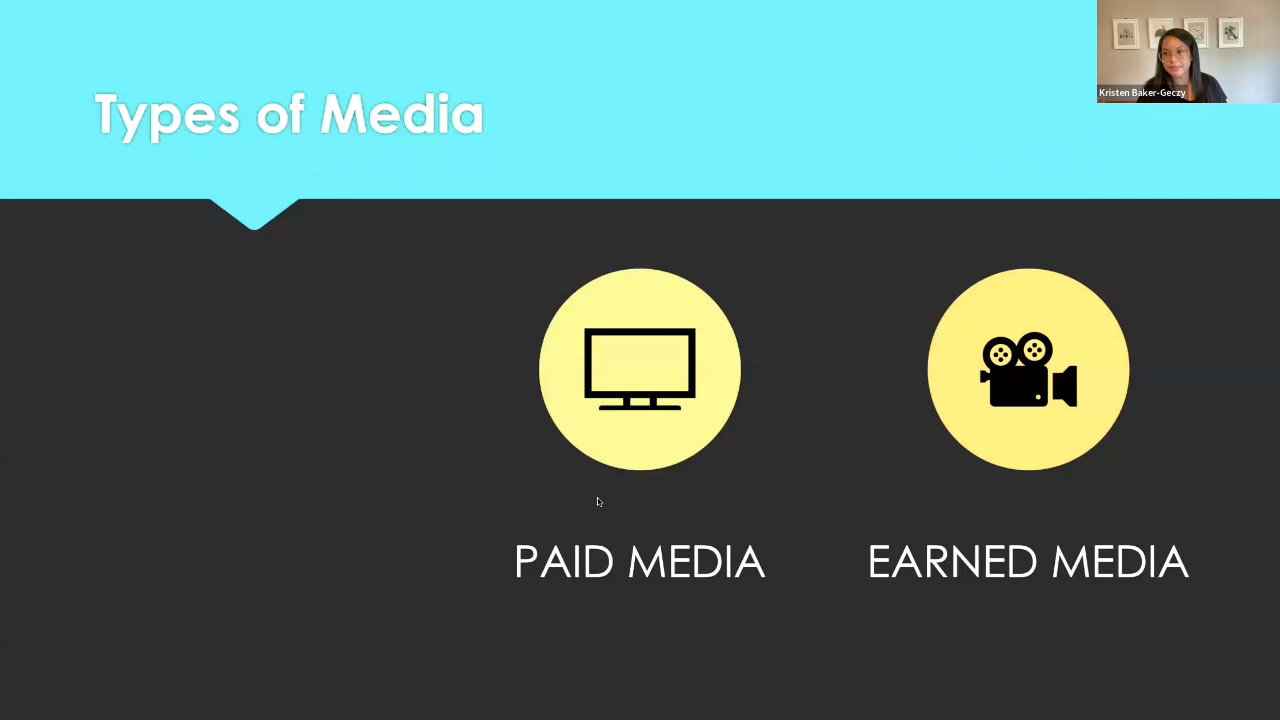 Types of Media
Kristen Baker-Geczy
PAID MEDIA
EARNED MEDIA